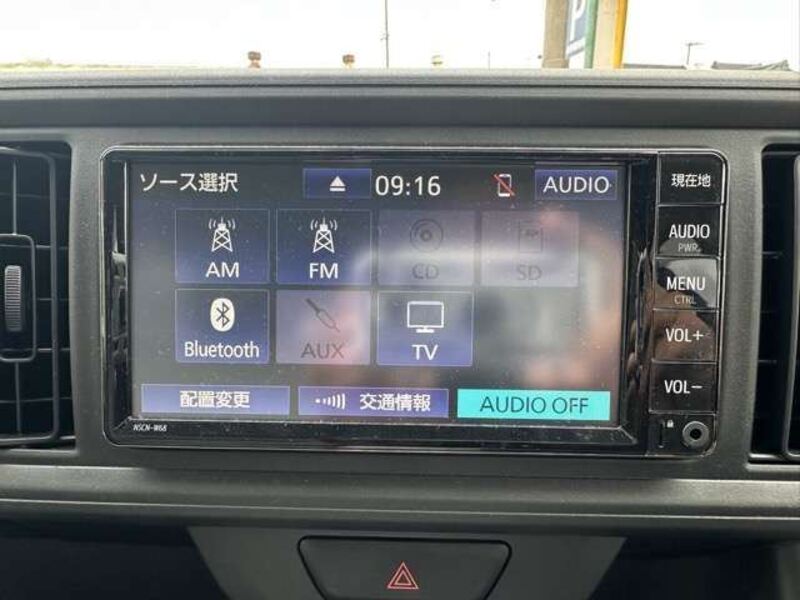 ソース選択 09:16 AUDIO 現在地
AM FM CD SD
AUDIO
PWR
MENU
CTRL
Bluetooth AUX TV
VOL+
VOL−
配置変更 交通情報 AUDIO OFF
NSCN-W68
P